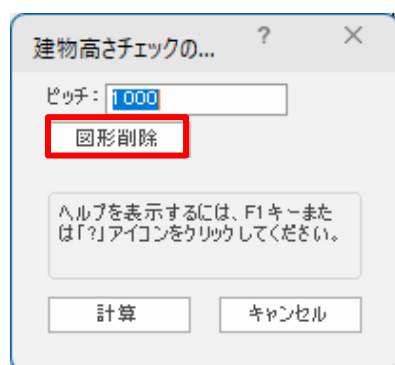 建物高さチェックの... ? ×
ピッチ: 1000
図形削除
ヘルプを表示するには、F1キーまた
は「?」アイコンをクリックしてください。
計算 キャンセル